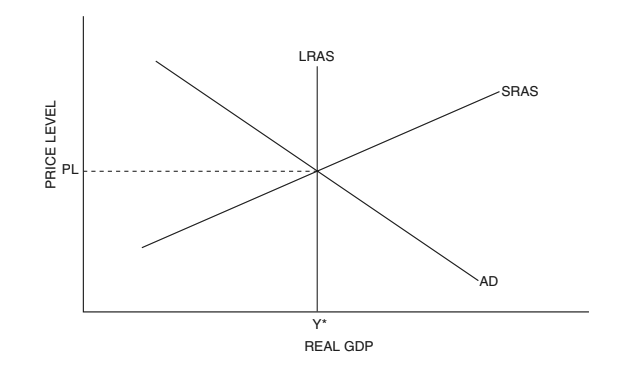 LRAS
SRAS
PRICE LEVEL
PL
AD
Y*
REAL GDP